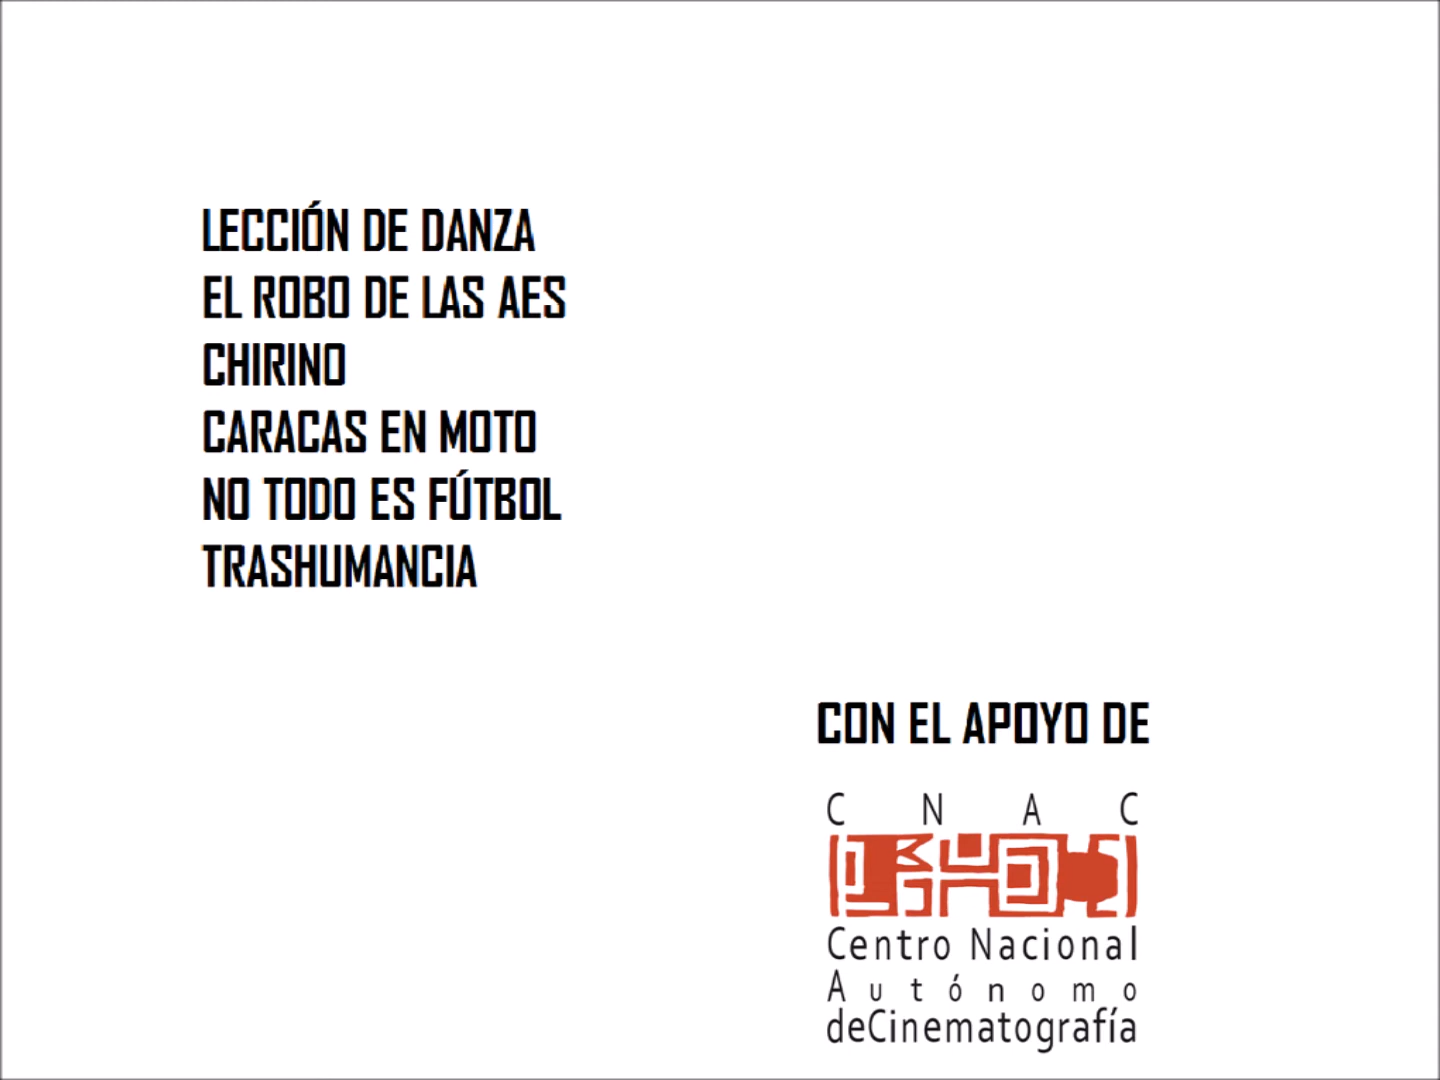 LECCIÓN DE DANZA
EL ROBO DE LAS AES
CHIRINO
CARACAS EN MOTO
NO TODO ES FÚTBOL
TRASHUMANCIA
CON EL APOYO DE
C N A C
Centro Nacional
Autónomo
deCinematografía